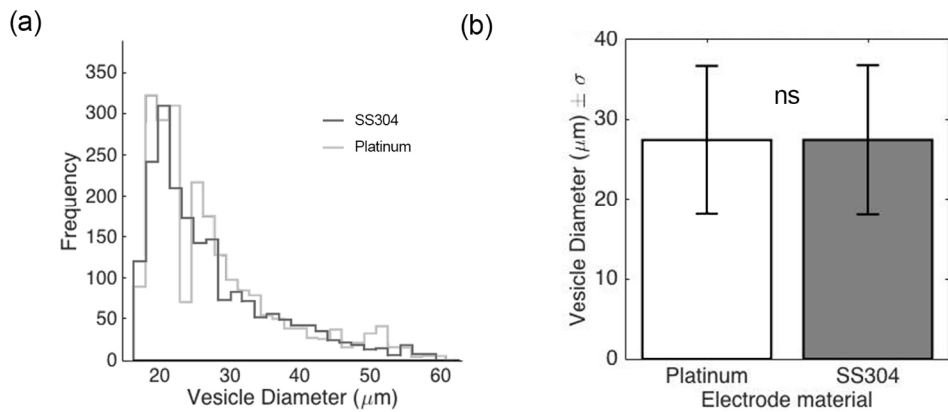 (a)
350
300
250
200
150
100
50
0
Frequency
SS304
Platinum
20 30 40 50 60
Vesicle Diameter (μm)
(b)
40
30
20
10
0
Vesicle Diameter (μm) ± σ
ns
Platinum SS304
Electrode material